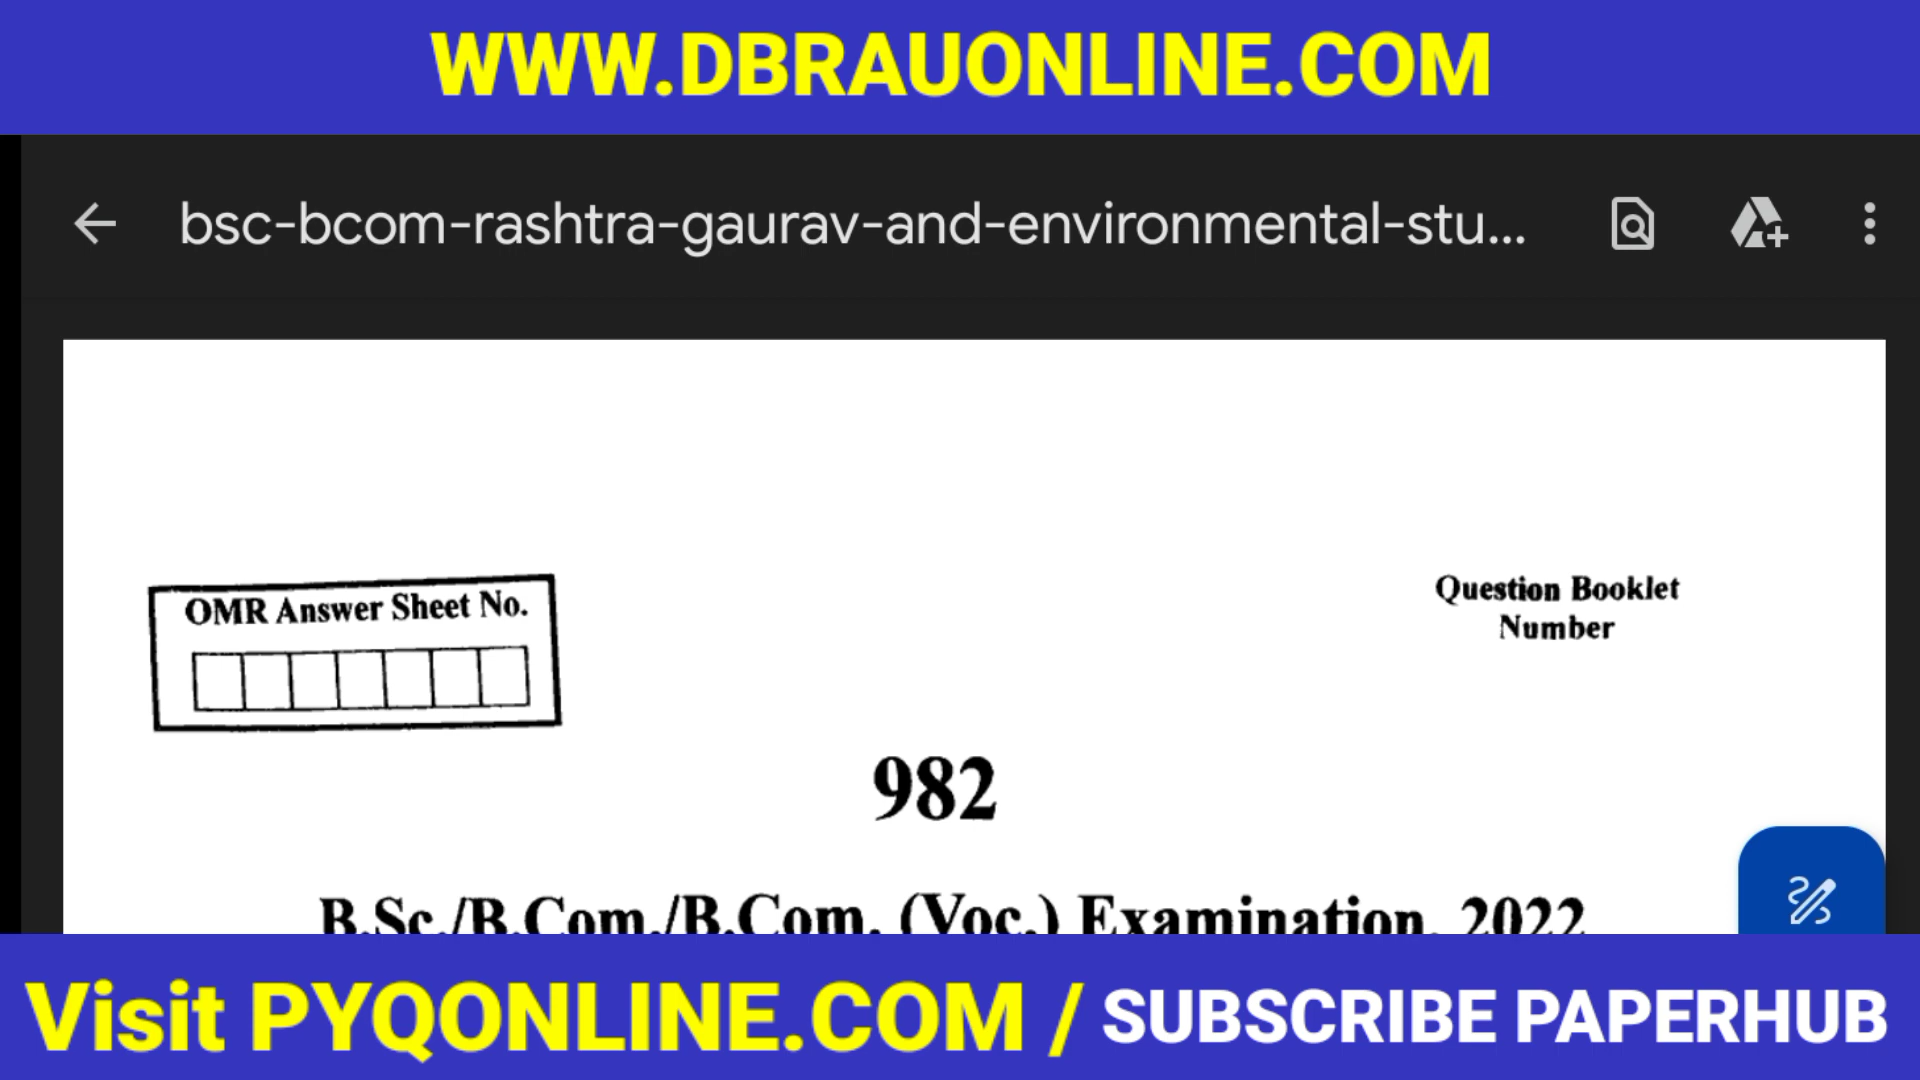 WWW.DBRAUONLINE.COM
bsc-bcom-rashtra-gaurav-and-environmental-stu...
OMR Answer Sheet No.
Question Booklet
Number
982
B.Sc./B.Com./B.Com. (Voc.) Examination, 2022
Visit PYQONLINE.COM / SUBSCRIBE PAPERHUB